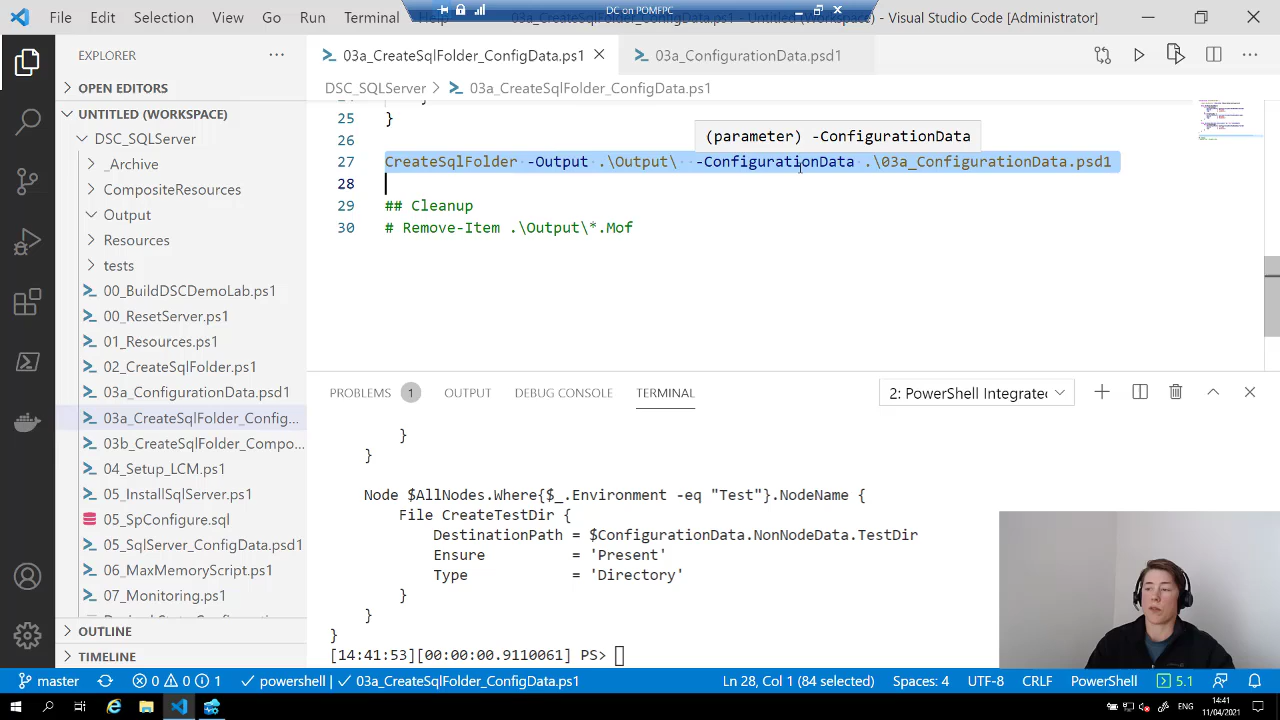 DC on POMFPC
File Edit Selection View Go Run Terminal Help 03a_CreateSqlFolder_ConfigData.ps1 - Untitled (Workspace) - Visual Studio Code [Administrator]
EXPLORER
OPEN EDITORS
UNTITLED (WORKSPACE)
DSC_SQLServer
Archive
CompositeResources
Output
Resources
tests
00_BuildDSCDemoLab.ps1
00_ResetServer.ps1
01_Resources.ps1
02_CreateSqlFolder.ps1
03a_ConfigurationData.psd1
03a_CreateSqlFolder_Config...
03b_CreateSqlFolder_Compo...
04_Setup_LCM.ps1
05_InstallSqlServer.ps1
05_SpConfigure.sql
05_SqlServer_ConfigData.psd1
06_MaxMemoryScript.ps1
07_Monitoring.ps1
OUTLINE
TIMELINE
03a_CreateSqlFolder_ConfigData.ps1
03a_ConfigurationData.psd1
DSC_SQLServer > 03a_CreateSqlFolder_ConfigData.ps1
24 }
25 }
26
(parameter) -ConfigurationData
27 CreateSqlFolder -Output .\Output\ -ConfigurationData .\03a_ConfigurationData.psd1
28
29 ## Cleanup
30 # Remove-Item .\Output\*.Mof
PROBLEMS 1 OUTPUT DEBUG CONSOLE TERMINAL
2: PowerShell Integrated
}
}
Node $AllNodes.Where{$_.Environment -eq "Test"}.NodeName {
File CreateTestDir {
DestinationPath = $ConfigurationData.NonNodeData.TestDir
Ensure = 'Present'
Type = 'Directory'
}
}
}
[14:41:53][00:00:00.9110061] PS>
master 0 0 1 powershell | 03a_CreateSqlFolder_ConfigData.ps1 Ln 28, Col 1 (84 selected) Spaces: 4 UTF-8 CRLF PowerShell 5.1
ENG
14:41
11/04/2021